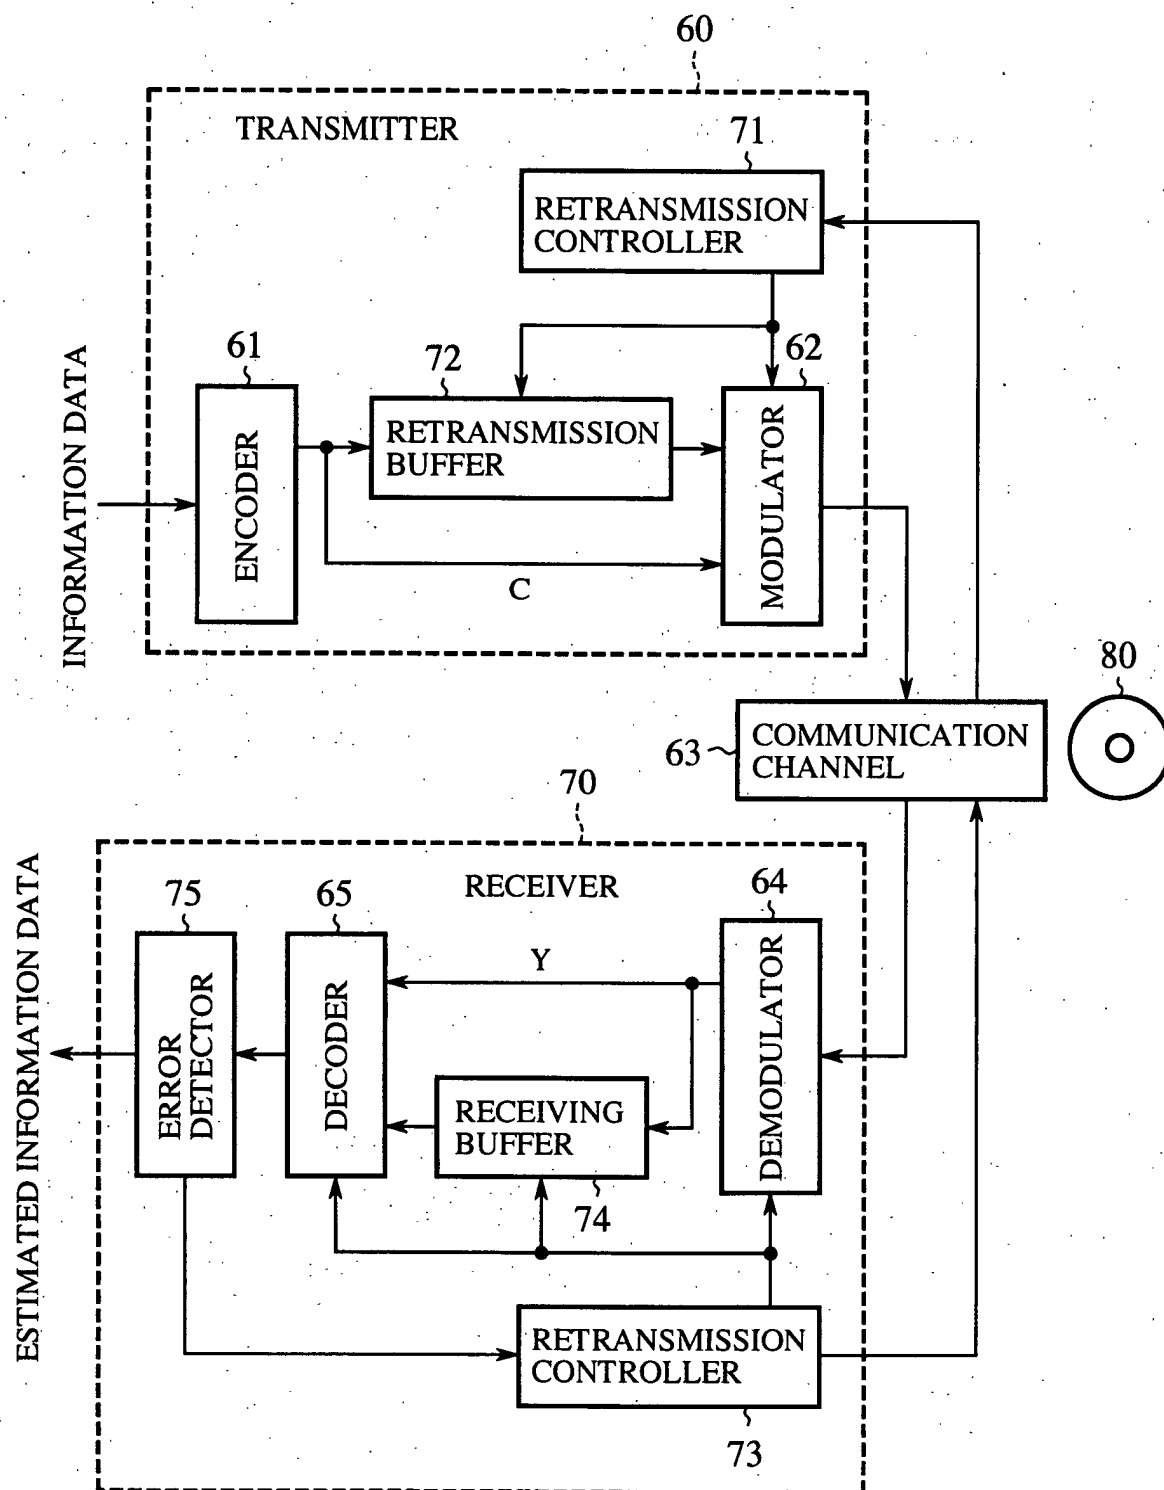 60
TRANSMITTER
71
RETRANSMISSION
CONTROLLER
61
72
62
INFORMATION DATA
ENCODER
RETRANSMISSION
BUFFER
MODULATOR
C
80
63
COMMUNICATION
CHANNEL
70
RECEIVER
75
65
64
ESTIMATED INFORMATION DATA
ERROR
DETECTOR
DECODER
Y
DEMODULATOR
RECEIVING
BUFFER
74
RETRANSMISSION
CONTROLLER
73